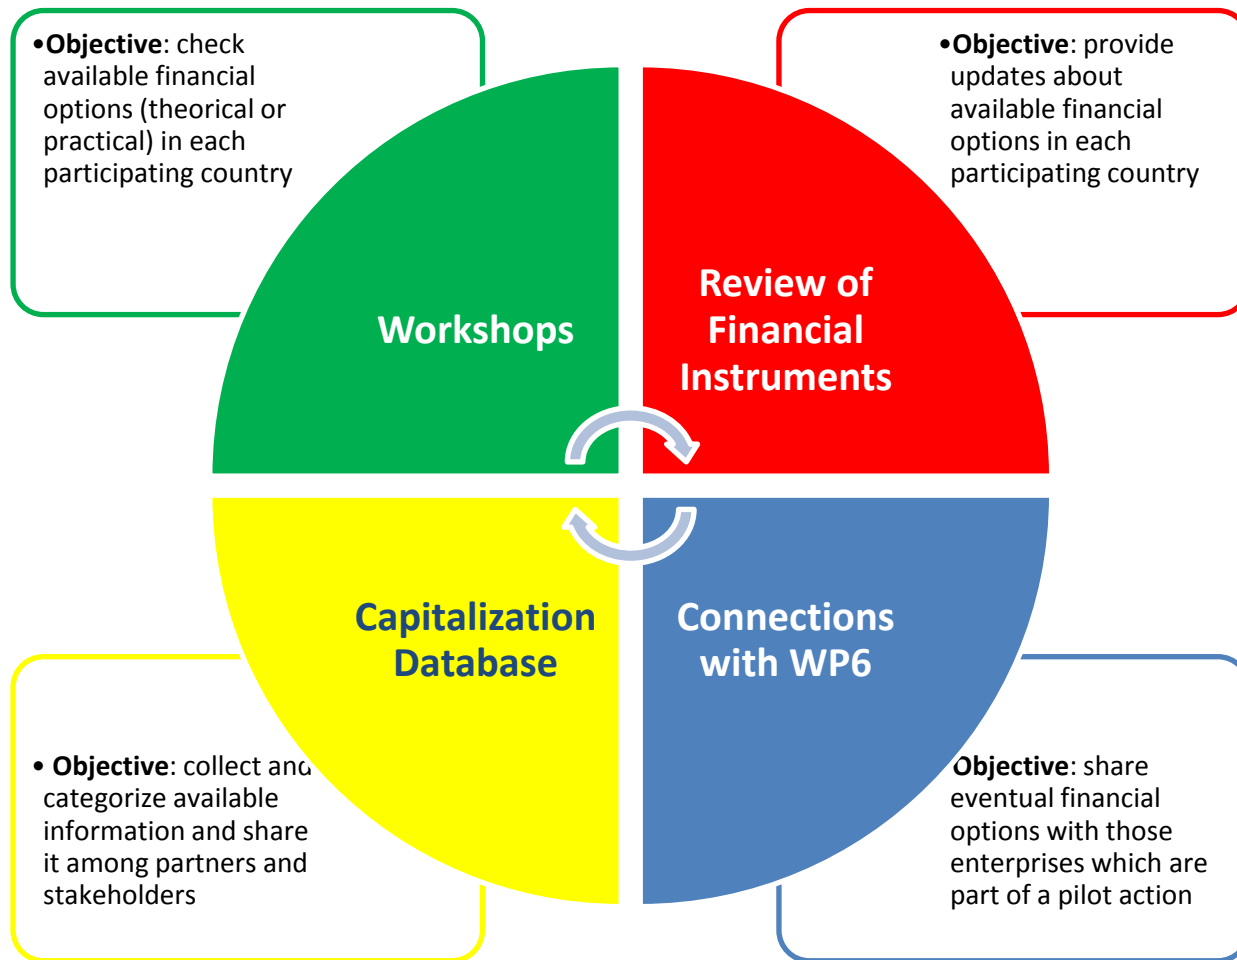 •Objective: check
available financial
options (theorical or
practical) in each
participating country
•Objective: provide
updates about
available financial
options in each
participating country
Workshops
Review of
Financial
Instruments
Capitalization
Database
Connections
with WP6
• Objective: collect and
categorize available
information and share
it among partners and
stakeholders
Objective: share
eventual financial
options with those
enterprises which are
part of a pilot action